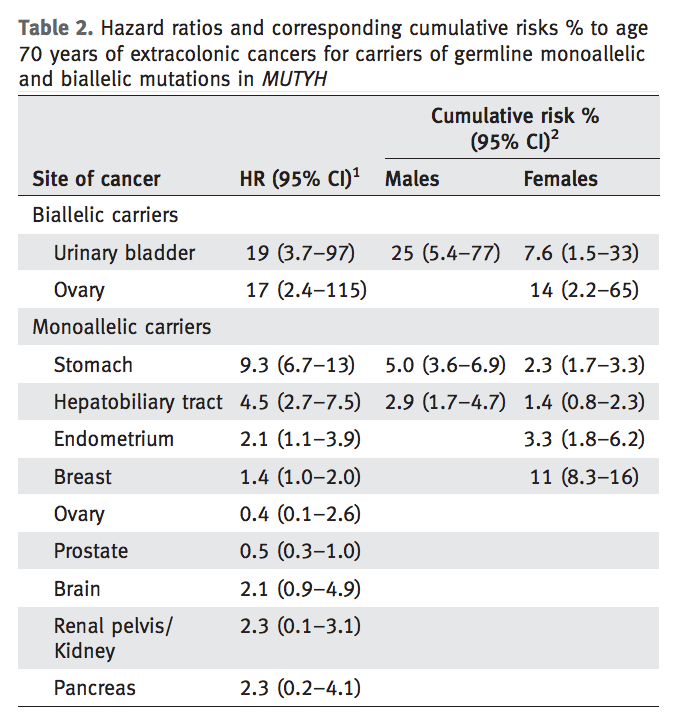 Table 2. Hazard ratios and corresponding cumulative risks % to age
70 years of extracolonic cancers for carriers of germline monoallelic
and biallelic mutations in MUTYH
Cumulative risk %
(95% CI)2
Site of cancer HR (95% CI)1 Males Females
Biallelic carriers
Urinary bladder 19 (3.7–97) 25 (5.4–77) 7.6 (1.5–33)
Ovary 17 (2.4–115) 14 (2.2–65)
Monoallelic carriers
Stomach 9.3 (6.7–13) 5.0 (3.6–6.9) 2.3 (1.7–3.3)
Hepatobiliary tract 4.5 (2.7–7.5) 2.9 (1.7–4.7) 1.4 (0.8–2.3)
Endometrium 2.1 (1.1–3.9) 3.3 (1.8–6.2)
Breast 1.4 (1.0–2.0) 11 (8.3–16)
Ovary 0.4 (0.1–2.6)
Prostate 0.5 (0.3–1.0)
Brain 2.1 (0.9–4.9)
Renal pelvis/ 2.3 (0.1–3.1)
Kidney
Pancreas 2.3 (0.2–4.1)